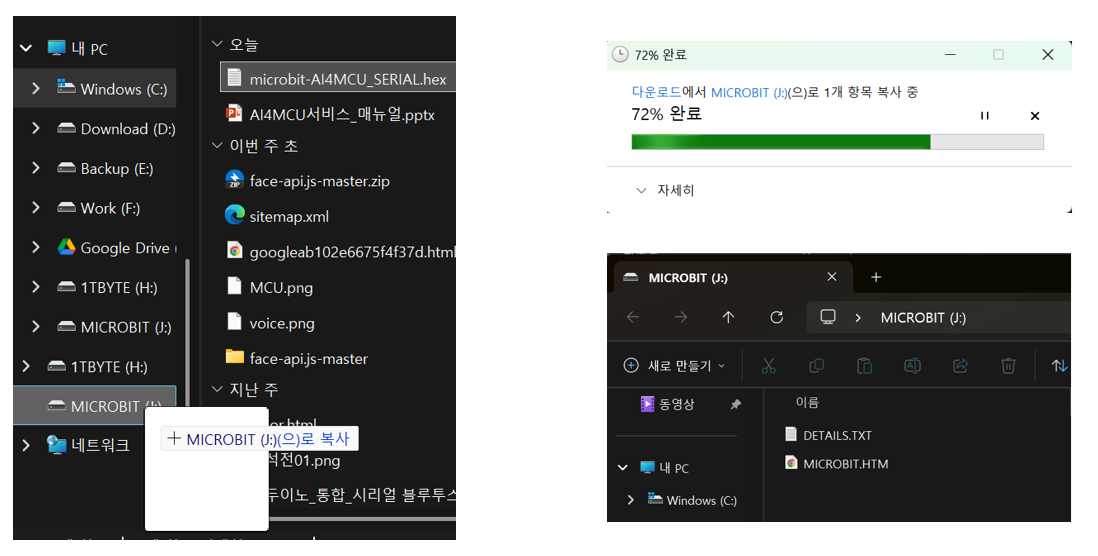 내 PC
Windows (C:)
Download (D:)
Backup (E:)
Work (F:)
Google Drive (
1TBYTE (H:)
MICROBIT (J:)
1TBYTE (H:)
MICROBIT (J:)
네트워크
오늘
microbit-AI4MCU_SERIAL.hex
AI4MCU서비스_매뉴얼.pptx
이번 주 초
face-api.js-master.zip
sitemap.xml
googleab102e6675f4f37d.html
MCU.png
voice.png
face-api.js-master
지난 주
or.html
MICROBIT (J:)(으)로 복사
석전01.png
두이노_통합_시리얼 블루투스
72% 완료
다운로드에서 MICROBIT (J:)(으)로 1개 항목 복사 중
72% 완료
자세히
MICROBIT (J:)
MICROBIT (J:)
새로 만들기
동영상
내 PC
Windows (C:)
이름
DETAILS.TXT
MICROBIT.HTM